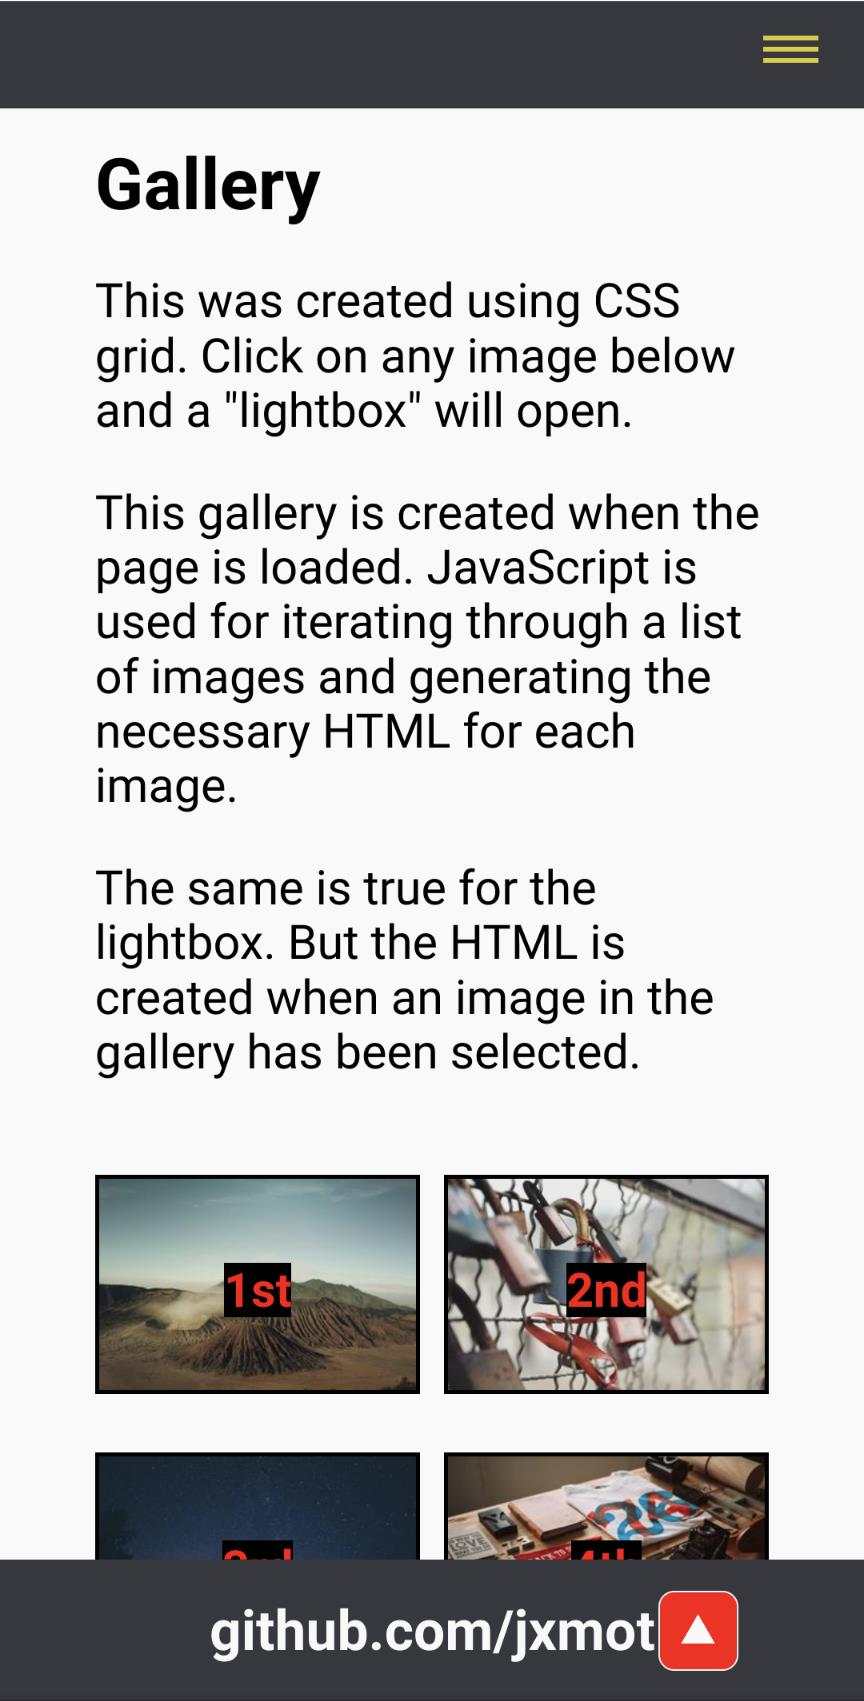 Gallery
This was created using CSS
grid. Click on any image below
and a "lightbox" will open.
This gallery is created when the
page is loaded. JavaScript is
used for iterating through a list
of images and generating the
necessary HTML for each
image.
The same is true for the
lightbox. But the HTML is
created when an image in the
gallery has been selected.
1st
2nd
3rd
4th
github.com/jxmot